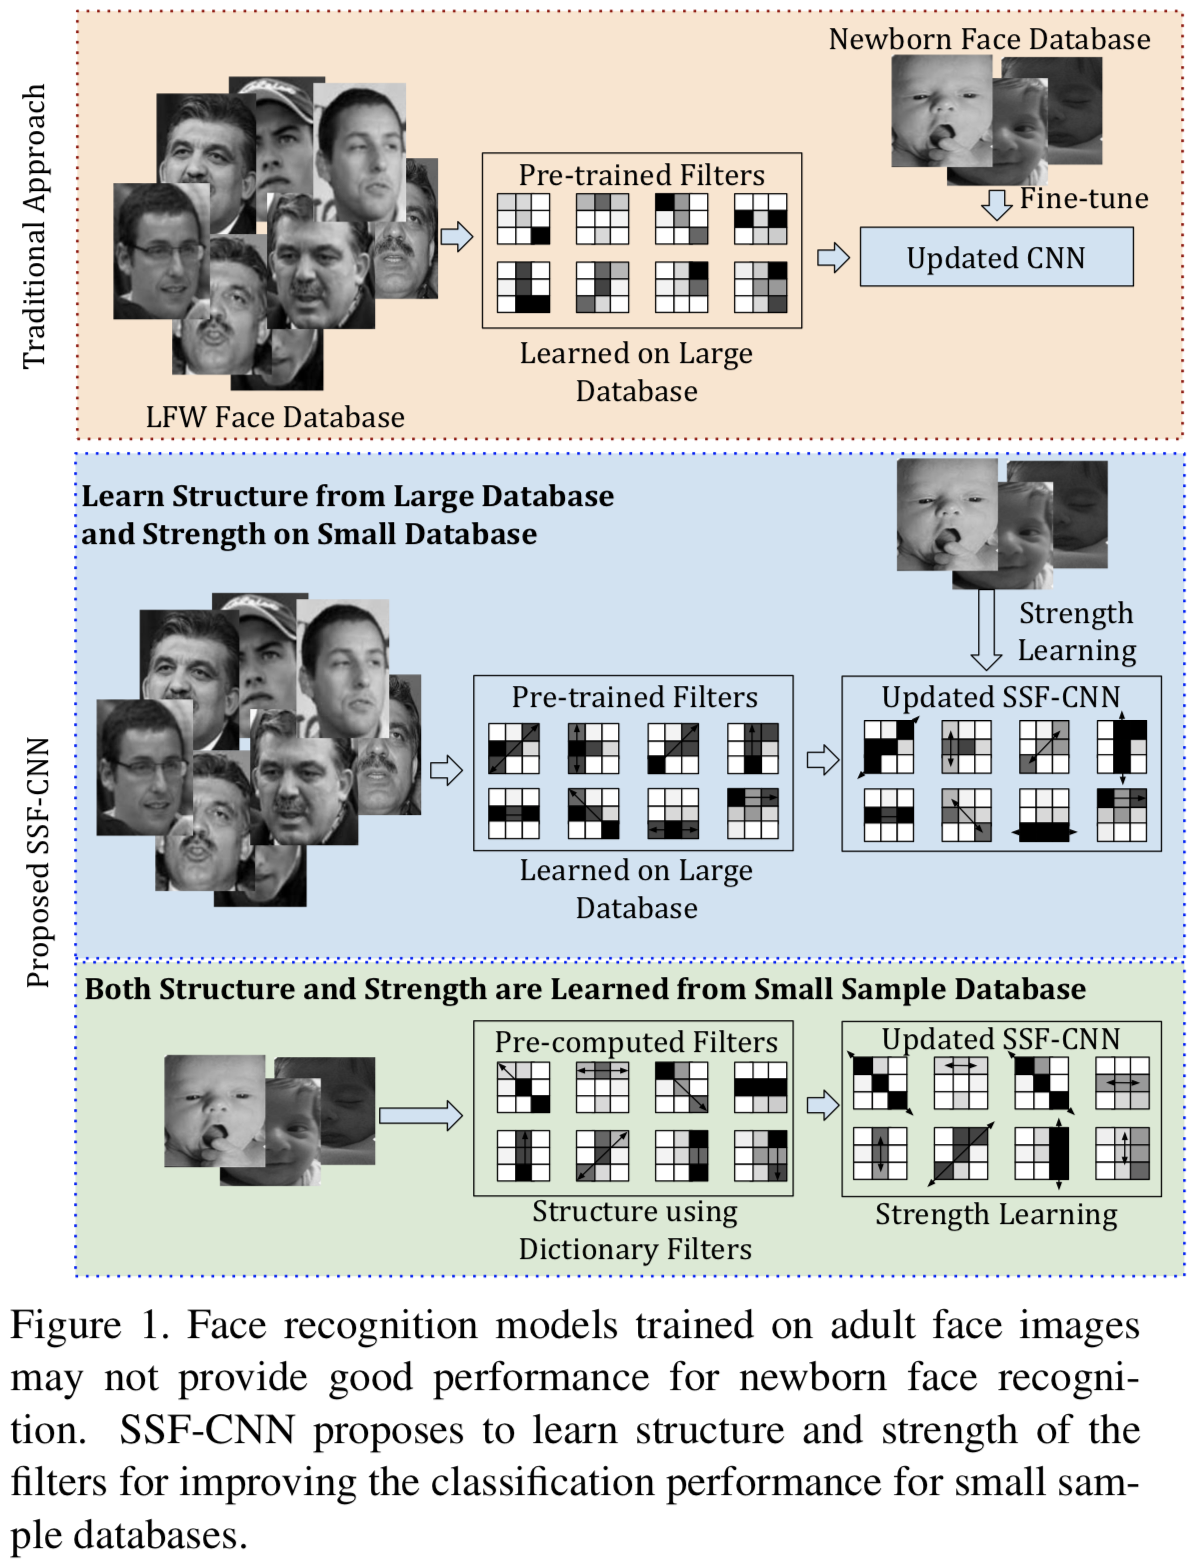 Traditional Approach
Newborn Face Database
Pre-trained Filters
Fine-tune
Updated CNN
Learned on Large
Database
LFW Face Database
Proposed SSF-CNN
Learn Structure from Large Database
and Strength on Small Database
Strength
Learning
Pre-trained Filters
Updated SSF-CNN
Learned on Large
Database
Both Structure and Strength are Learned from Small Sample Database
Pre-computed Filters
Updated SSF-CNN
Structure using
Dictionary Filters
Strength Learning
Figure 1. Face recognition models trained on adult face images
may not provide good performance for newborn face recogni-
tion. SSF-CNN proposes to learn structure and strength of the
filters for improving the classification performance for small sam-
ple databases.